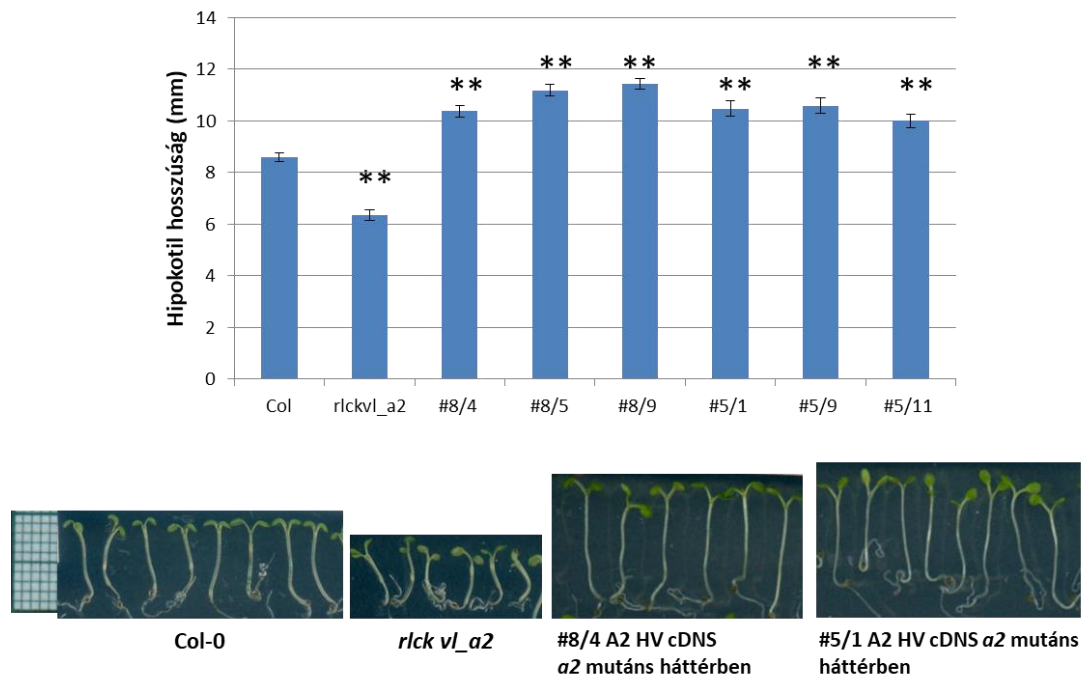 Hipokotil hosszúság (mm)
14
12
10
8
6
4
2
0
**
**
**
**
**
**
**
Col
rlckvl_a2
#8/4
#8/5
#8/9
#5/1
#5/9
#5/11
Col-0
rlck vl_a2
#8/4 A2 HV cDNS
a2 mutáns háttérben
#5/1 A2 HV cDNS a2 mutáns
háttérben